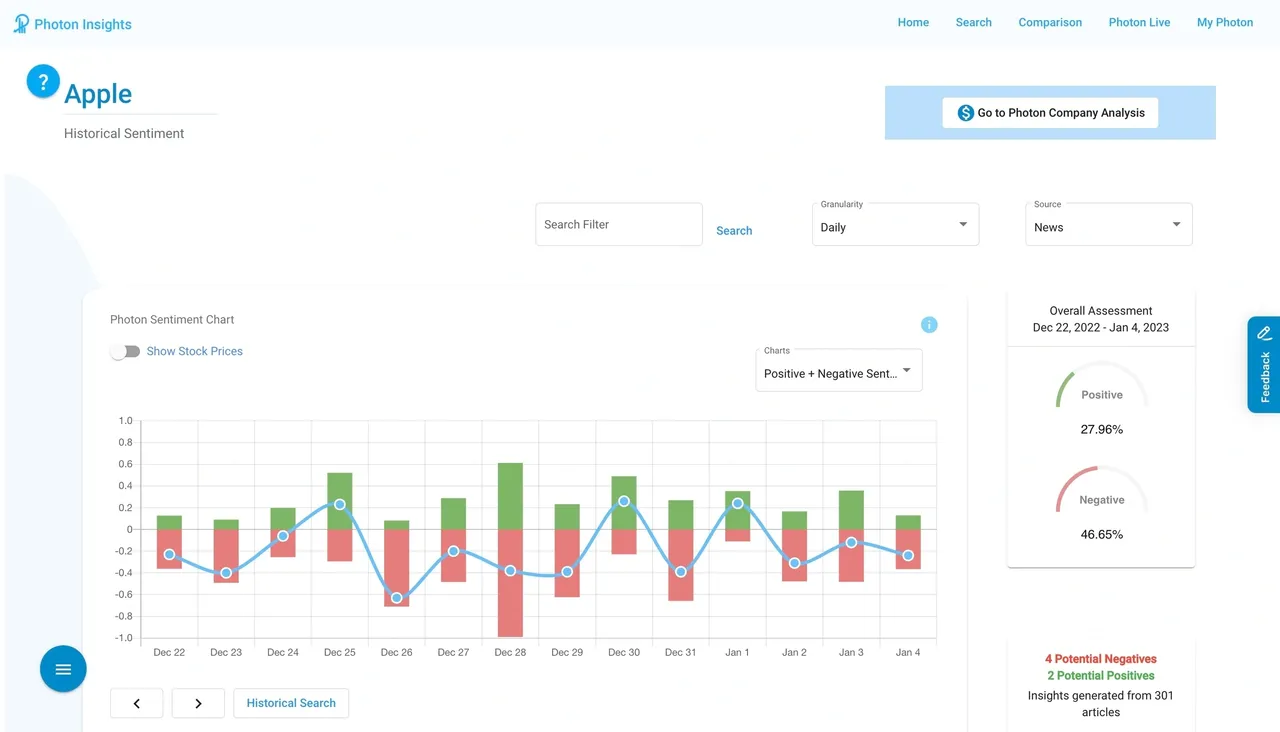 Photon Insights
Home
Search
Comparison
Photon Live
My Photon
?
Apple
Historical Sentiment
$ Go to Photon Company Analysis
Search Filter
Search
Granularity
Daily
Source
News
Photon Sentiment Chart
i
Show Stock Prices
Charts
Positive + Negative Sent...
1.0
0.8
0.6
0.4
0.2
0
-0.2
-0.4
-0.6
-0.8
-1.0
Dec 22
Dec 23
Dec 24
Dec 25
Dec 26
Dec 27
Dec 28
Dec 29
Dec 30
Dec 31
Jan 1
Jan 2
Jan 3
Jan 4
Historical Search
Overall Assessment
Dec 22, 2022 - Jan 4, 2023
Positive
27.96%
Negative
46.65%
4 Potential Negatives
2 Potential Positives
Insights generated from 301
articles
Feedback